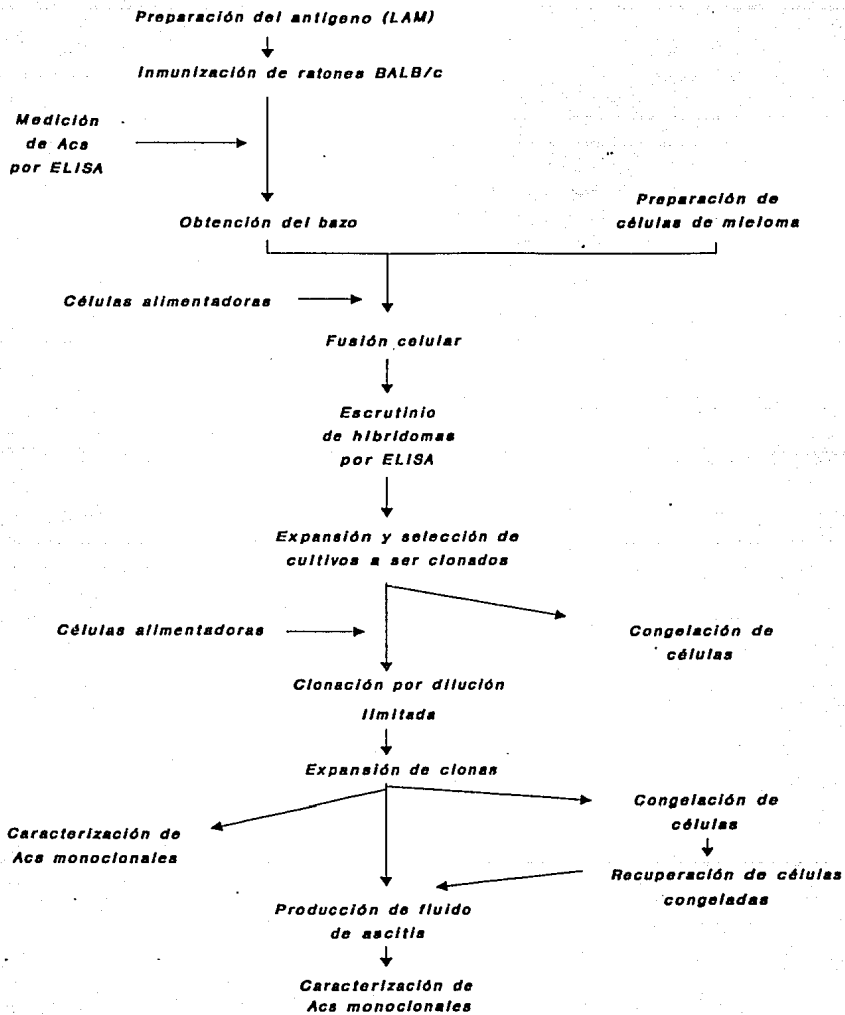 Preparación del antígeno (LAM)
Inmunización de ratones BALB/c
Medición
de Acs
por ELISA
Obtención del bazo
Preparación de
células de mieloma
Células alimentadoras
Fusión celular
Escrutinio
de hibridomas
por ELISA
Expansión y selección de
cultivos a ser clonados
Células alimentadoras
Congelación de
células
Clonación por dilución
limitada
Expansión de clonas
Congelación de
células
Caracterización de
Acs monoclonales
Recuperación de células
congeladas
Producción de fluido
de ascitis
Caracterización de
Acs monoclonales